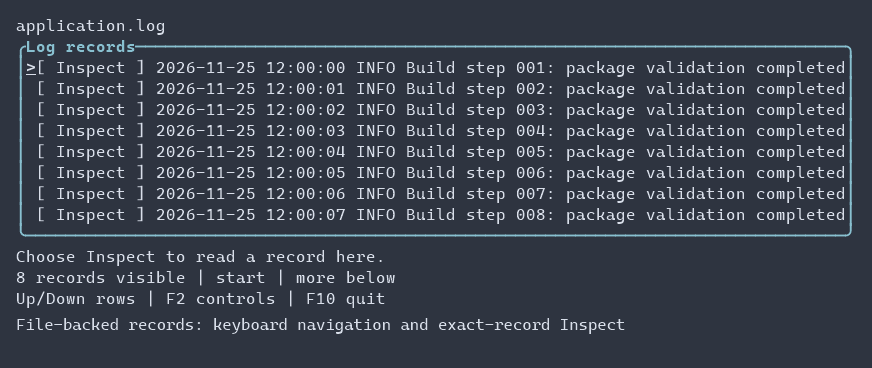 application.log
Log records
>[ Inspect ] 2026-11-25 12:00:00 INFO Build step 001: package validation completed
[ Inspect ] 2026-11-25 12:00:01 INFO Build step 002: package validation completed
[ Inspect ] 2026-11-25 12:00:02 INFO Build step 003: package validation completed
[ Inspect ] 2026-11-25 12:00:03 INFO Build step 004: package validation completed
[ Inspect ] 2026-11-25 12:00:04 INFO Build step 005: package validation completed
[ Inspect ] 2026-11-25 12:00:05 INFO Build step 006: package validation completed
[ Inspect ] 2026-11-25 12:00:06 INFO Build step 007: package validation completed
[ Inspect ] 2026-11-25 12:00:07 INFO Build step 008: package validation completed
Choose Inspect to read a record here.
8 records visible | start | more below
Up/Down rows | F2 controls | F10 quit
File-backed records: keyboard navigation and exact-record Inspect